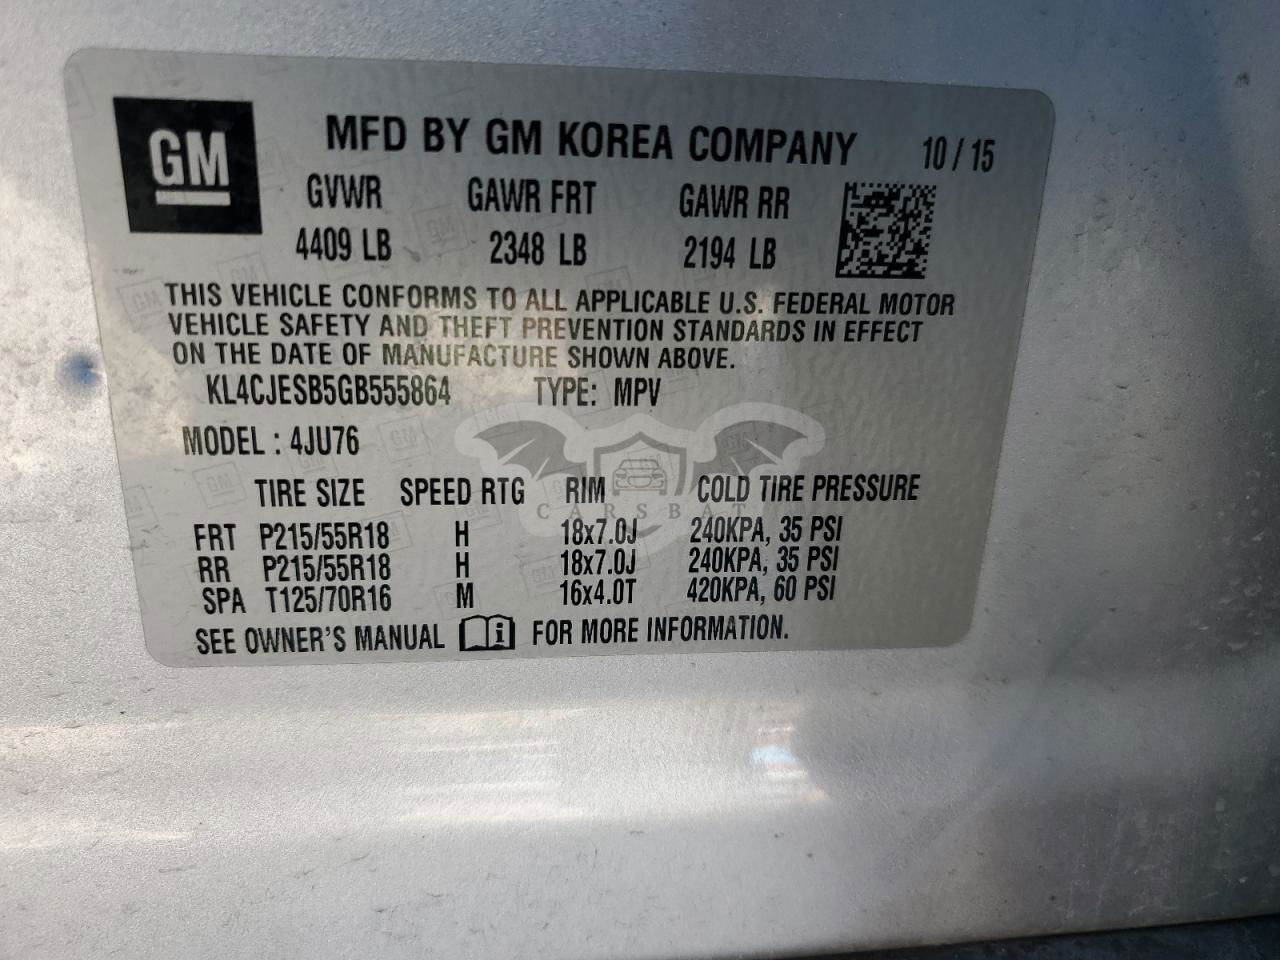 GM
MFD BY GM KOREA COMPANY 10 / 15
GVWR GAWR FRT GAWR RR
4409 LB 2348 LB 2194 LB
THIS VEHICLE CONFORMS TO ALL APPLICABLE U.S. FEDERAL MOTOR
VEHICLE SAFETY AND THEFT PREVENTION STANDARDS IN EFFECT
ON THE DATE OF MANUFACTURE SHOWN ABOVE.
KL4CJESB5GB555864 TYPE: MPV
MODEL : 4JU76
TIRE SIZE SPEED RTG RIM COLD TIRE PRESSURE
CARSBAT
FRT P215/55R18 H 18x7.0J 240KPA, 35 PSI
RR P215/55R18 H 18x7.0J 240KPA, 35 PSI
SPA T125/70R16 M 16x4.0T 420KPA, 60 PSI
SEE OWNER'S MANUAL i FOR MORE INFORMATION.